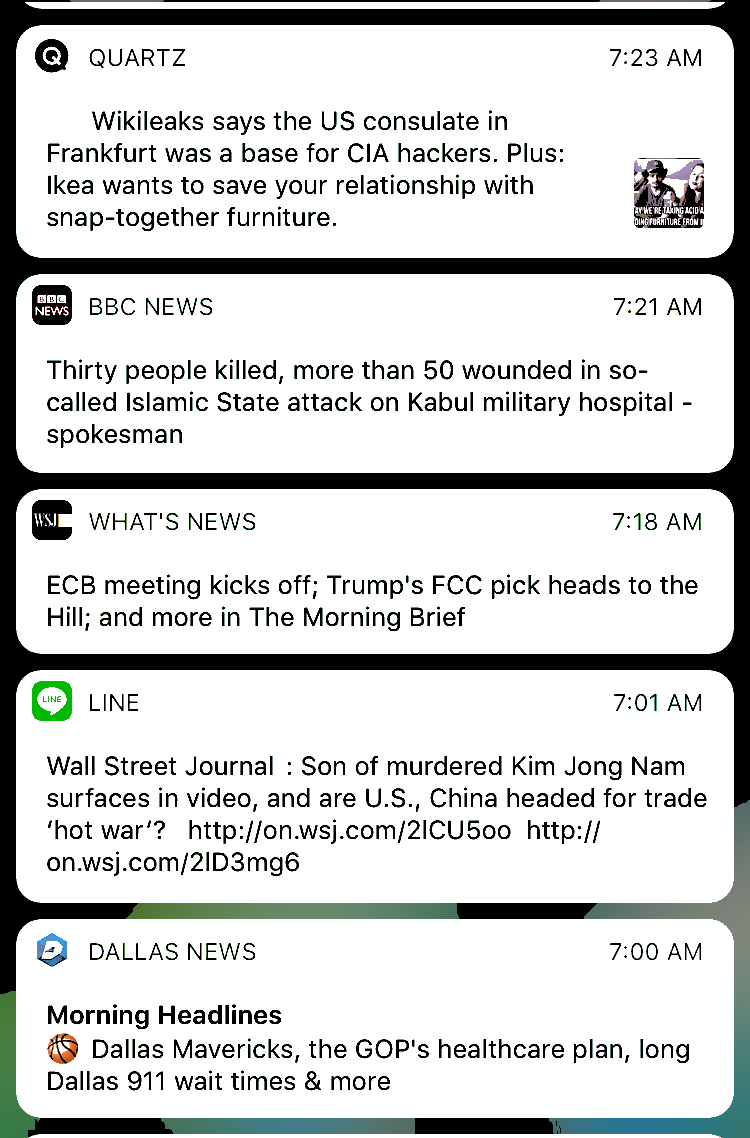 QUARTZ 7:23 AM
Wikileaks says the US consulate in
Frankfurt was a base for CIA hackers. Plus:
Ikea wants to save your relationship with
snap-together furniture.
AY WE'RE TAKING ACID A
DING FURNITURE FROM I
BBC NEWS
BBC NEWS 7:21 AM
Thirty people killed, more than 50 wounded in so-
called Islamic State attack on Kabul military hospital -
spokesman
WSJ
WHAT'S NEWS 7:18 AM
ECB meeting kicks off; Trump's FCC pick heads to the
Hill; and more in The Morning Brief
LINE
LINE 7:01 AM
Wall Street Journal : Son of murdered Kim Jong Nam
surfaces in video, and are U.S., China headed for trade
‘hot war’? http://on.wsj.com/2lCU5oo http://
on.wsj.com/2lD3mg6
DALLAS NEWS 7:00 AM
Morning Headlines
🏀 Dallas Mavericks, the GOP's healthcare plan, long
Dallas 911 wait times & more